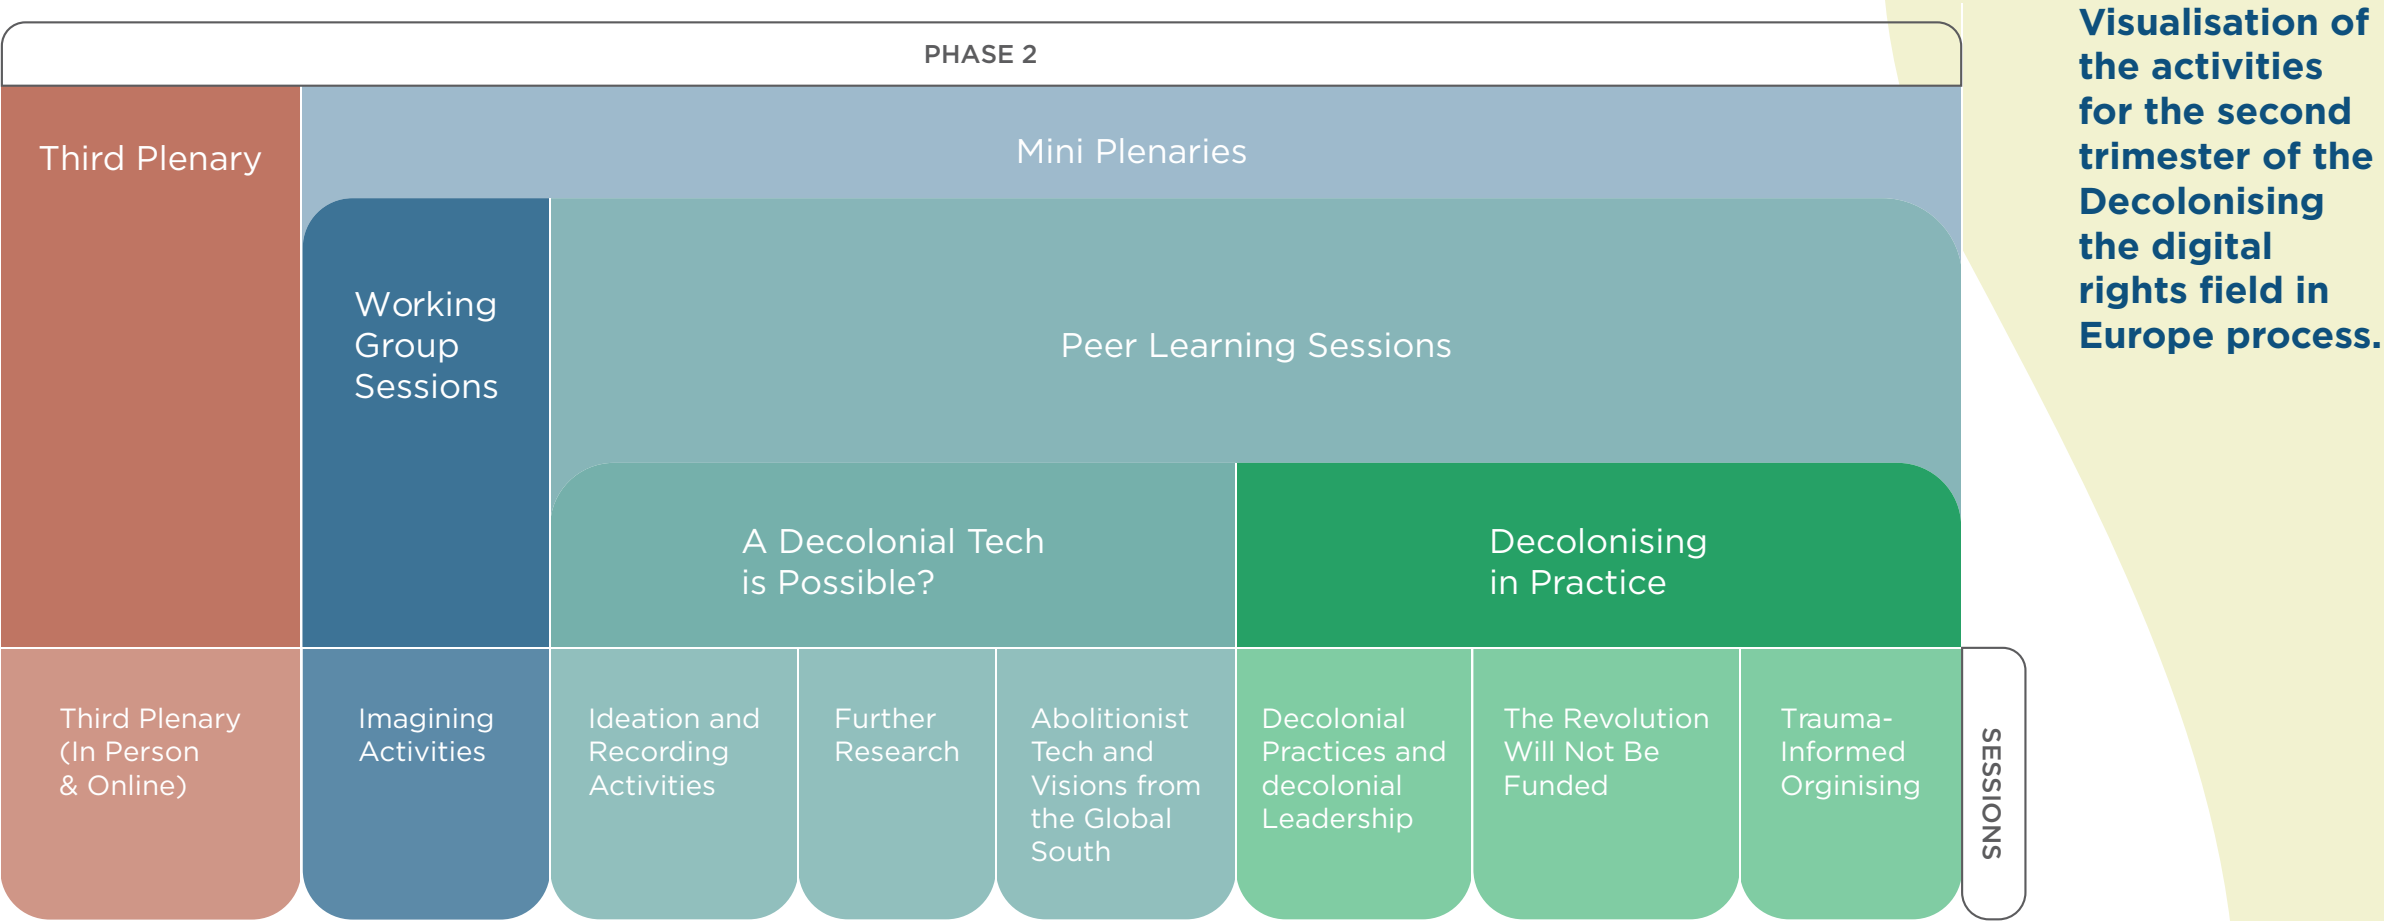 PHASE 2
Visualisation of
the activities
for the second
trimester of the
Decolonising
the digital
rights field in
Europe process.
Third Plenary
Mini Plenaries
Working
Group
Sessions
Peer Learning Sessions
A Decolonial Tech
is Possible?
Decolonising
in Practice
Third Plenary
(In Person
& Online)
Imagining
Activities
Ideation and
Recording
Activities
Further
Research
Abolitionist
Tech and
Visions from
the Global
South
Decolonial
Practices and
decolonial
Leadership
The Revolution
Will Not Be
Funded
Trauma-
Informed
Orginising
SESSIONS